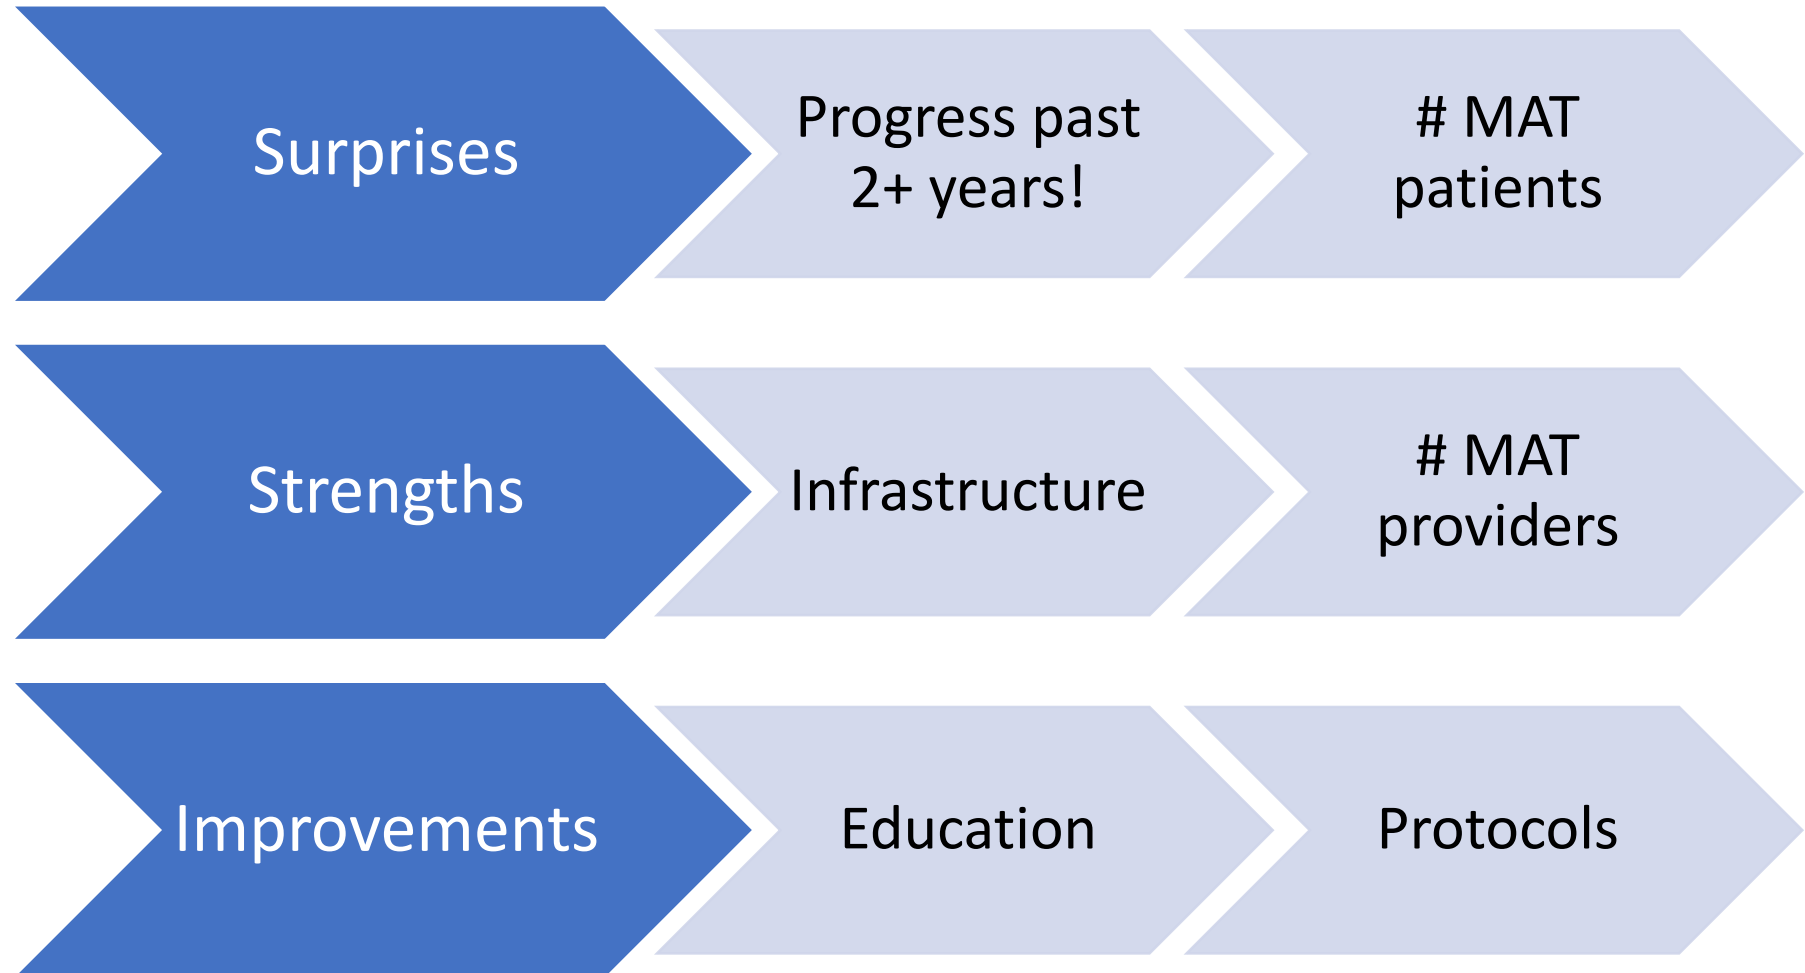 Surprises
Progress past
2+ years!
# MAT
patients
Strengths
Infrastructure
# MAT
providers
Improvements
Education
Protocols